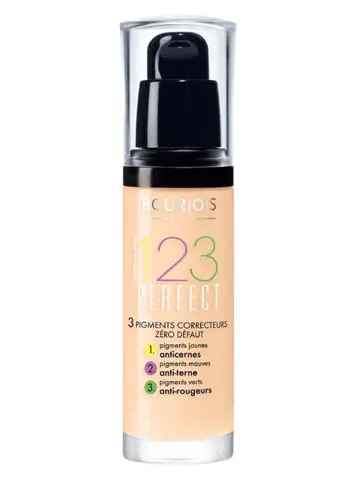 BOURJOIS
123
PERFECT
3 PIGMENTS CORRECTEURS
ZÉRO DÉFAUT
1. pigments jaunes
anticernes
2. pigments mauves
anti-terne
3. pigments verts
anti-rougeurs